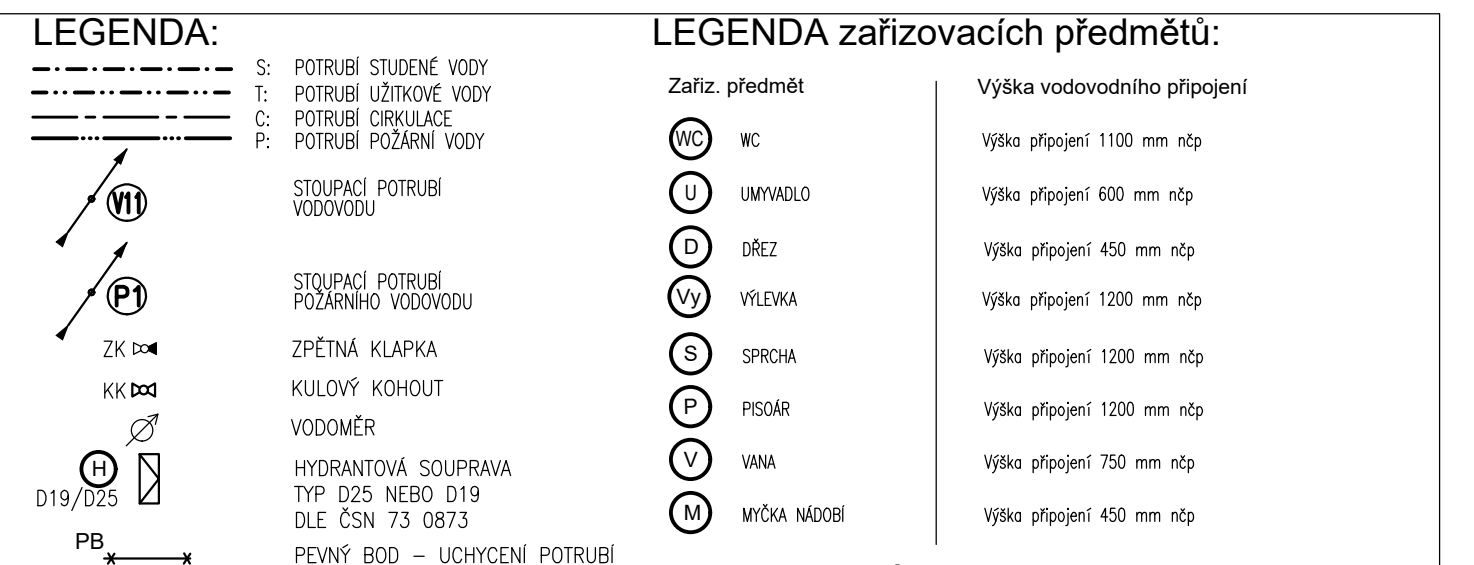 LEGENDA:
S: POTRUBÍ STUDENÉ VODY
T: POTRUBÍ UŽITKOVÉ VODY
C: POTRUBÍ CIRKULACE
P: POTRUBÍ POŽÁRNÍ VODY
V11 STOUPACÍ POTRUBÍ
VODOVODU
P1 STOUPACÍ POTRUBÍ
POŽÁRNÍHO VODOVODU
ZK ZPĚTNÁ KLAPKA
KK KULOVÝ KOHOUT
VODOMĚR
H HYDRANTOVÁ SOUPRAVA
D19/D25 TYP D25 NEBO D19
DLE ČSN 73 0873
PB PEVNÝ BOD – UCHYCENÍ POTRUBÍ
LEGENDA zařizovacích předmětů:
Zařiz. předmět Výška vodovodního připojení
WC WC Výška připojení 1100 mm nčp
U UMYVADLO Výška připojení 600 mm nčp
D DŘEZ Výška připojení 450 mm nčp
Vy VÝLEVKA Výška připojení 1200 mm nčp
S SPRCHA Výška připojení 1200 mm nčp
P PISOÁR Výška připojení 1200 mm nčp
V VANA Výška připojení 750 mm nčp
M MYČKA NÁDOBÍ Výška připojení 450 mm nčp